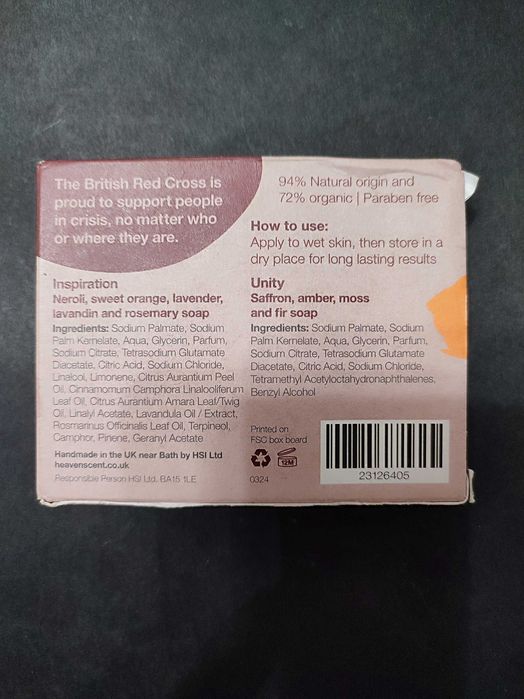 The British Red Cross is
proud to support people
in crisis, no matter who
or where they are.
94% Natural origin and
72% organic | Paraben free
How to use:
Apply to wet skin, then store in a
dry place for long lasting results
Inspiration
Neroli, sweet orange, lavender,
lavandin and rosemary soap
Ingredients: Sodium Palmate, Sodium
Palm Kernelate, Aqua, Glycerin, Parfum,
Sodium Citrate, Tetrasodium Glutamate
Diacatate, Citric Acid, Sodium Chloride,
Linalool, Limonene, Citrus Aurantium Peel
Oil, Cinnamomum Camphora Linalooliferum
Leaf Oil, Citrus Aurantium Amara Leaf/Twig
Oil, Linalyl Acetate, Lavandula Oil / Extract,
Rosmarinus Officinalis Leaf Oil, Terpineol,
Camphor, Pinene, Geranyl Acetate
Handmade in the UK near Bath by HSI Ltd
heavenscent.co.uk
Responsible Person HSI Ltd. BA15 1LE
Unity
Saffron, amber, moss
and fir soap
Ingredients: Sodium Palmate, Sodium
Palm Kernelate, Aqua, Glycerin, Parfum,
Sodium Citrate, Tetrasodium Glutamate
Diacetate, Citric Acid, Sodium Chloride,
Tetramethyl Acetyloctahydronaphthalenes,
Benzyl Alcohol
Printed on
FSC box board
12M
0324
23126405